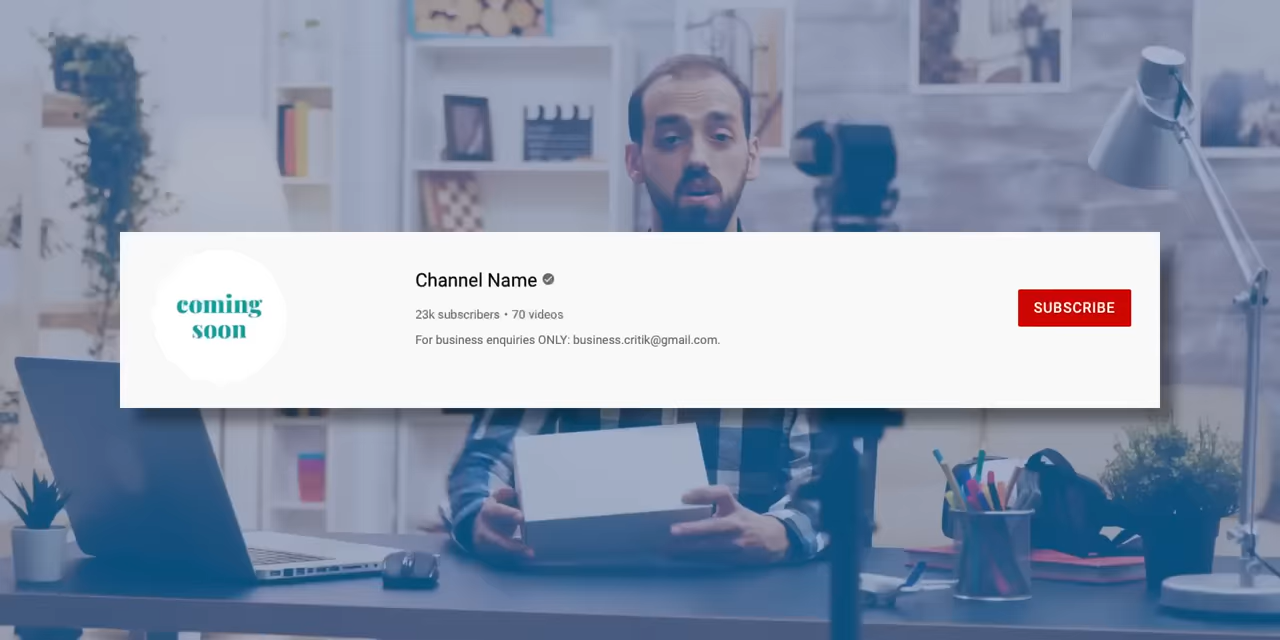 coming
soon
Channel Name
23k subscribers • 70 videos
For business enquiries ONLY: business.critik@gmail.com.
SUBSCRIBE